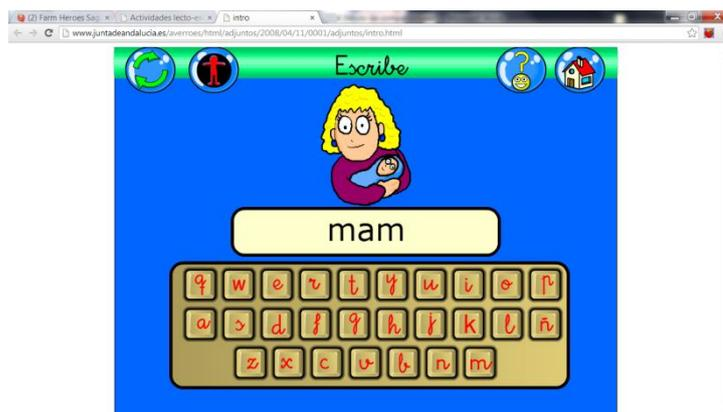 (2) Farm Heroes Sag
Actividades lecto-es
intro
www.juntadeandalucia.es/averroes/html/adjuntos/2008/04/11/0001/adjuntos/intro.html
Escribe
?
mam
q w e r t y u i o p
a s d f g h j k l ñ
z x c v b n m